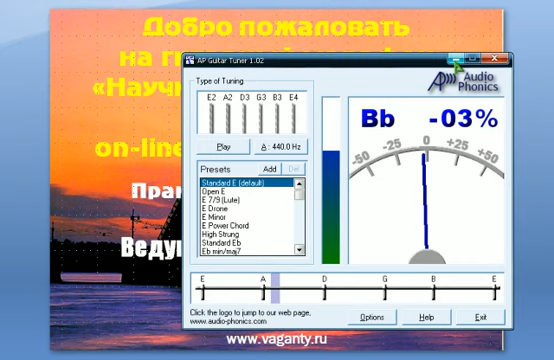 Добро пожаловать
на
«Научи
on-line
Ведущ
AP Guitar Tuner 1.02
Audio
Phonics
Type of Tuning
E2 A2 D3 G3 B3 E4
Play
A : 440.0 Hz
Presets
Add
Del
Standard E (default)
Open E
E 7/9 (Lute)
E Drone
E Minor
E Power Chord
High Strung
Standard Eb
Eb min/maj7
Bb -03%
-50 -25 0 +25 +50
E A D G B E
Click the logo to jump to our web page,
www.audio-phonics.com
Options
Help
Exit
www.vaganty.ru